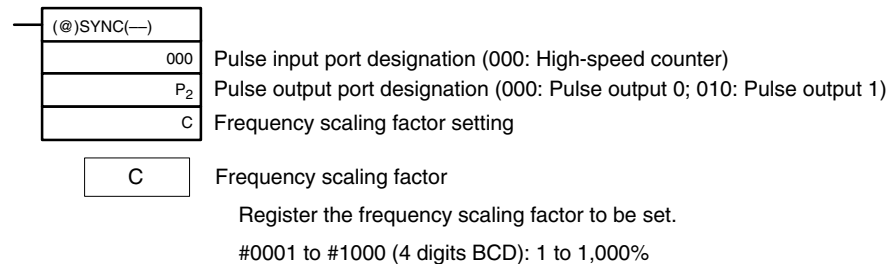 (@)SYNC(—)
000 Pulse input port designation (000: High-speed counter)
P₂ Pulse output port designation (000: Pulse output 0; 010: Pulse output 1)
C Frequency scaling factor setting
C Frequency scaling factor
Register the frequency scaling factor to be set.
#0001 to #1000 (4 digits BCD): 1 to 1,000%